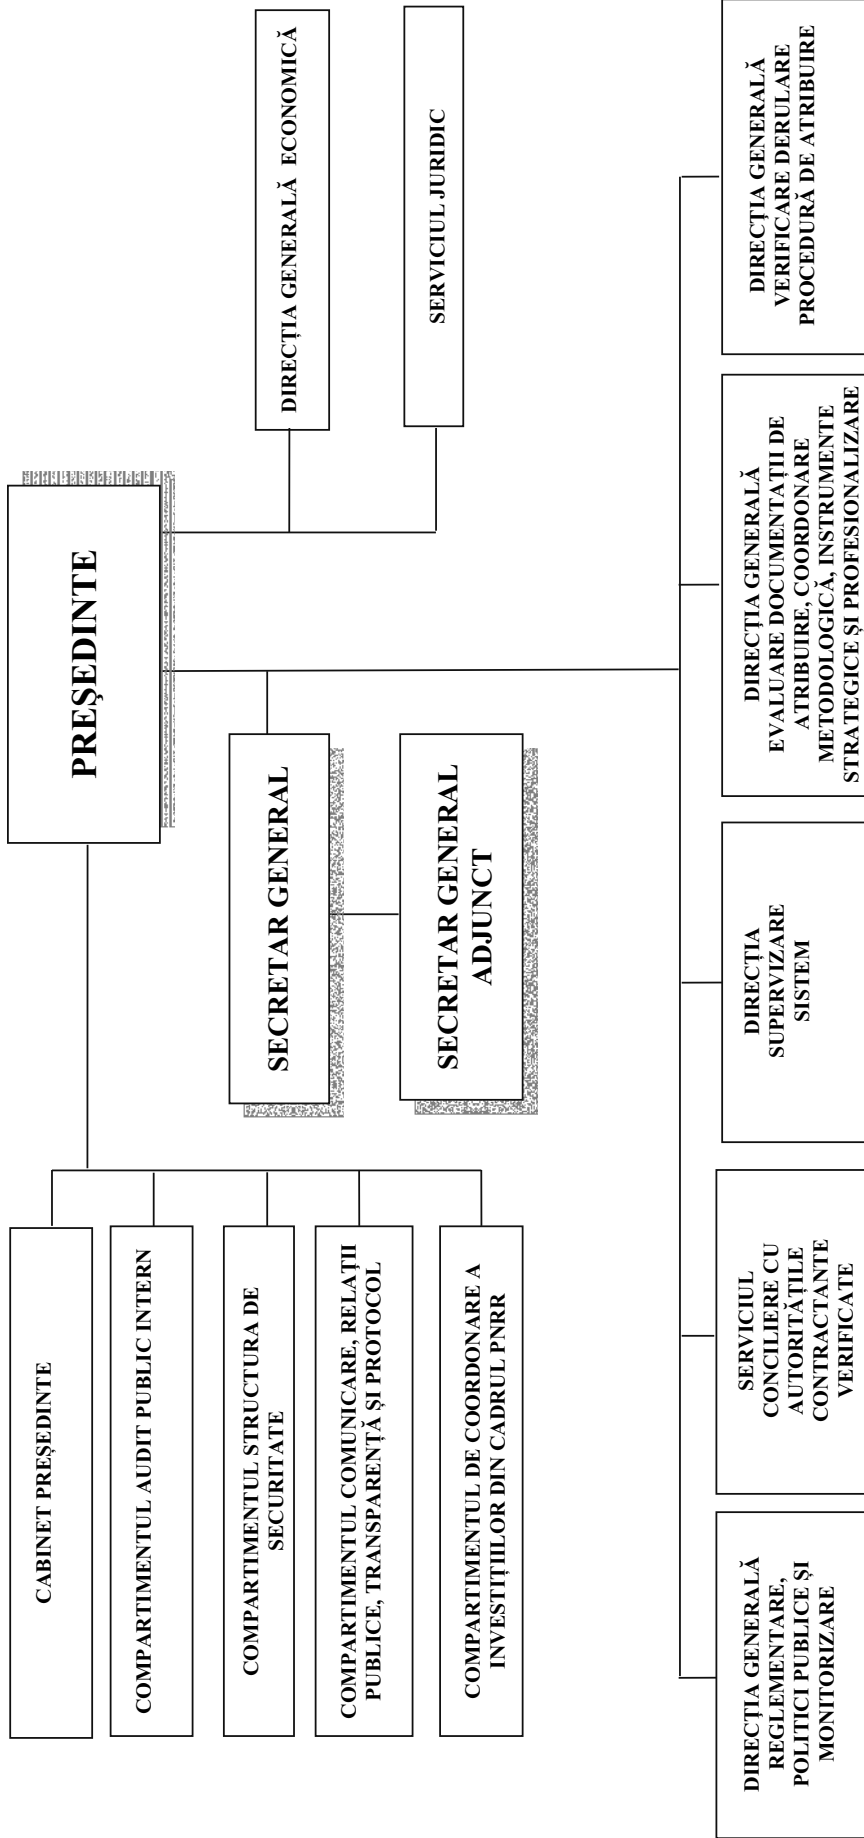 PREȘEDINTE
CABINET PREȘEDINTE
COMPARTIMENTUL AUDIT PUBLIC INTERN
COMPARTIMENTUL STRUCTURA DE
SECURITATE
COMPARTIMENTUL COMUNICARE, RELAȚII
PUBLICE, TRANSPARENȚĂ ȘI PROTOCOL
COMPARTIMENTUL DE COORDONARE A
INVESTIȚIILOR DIN CADRUL PNRR
SECRETAR GENERAL
SECRETAR GENERAL
ADJUNCT
DIRECȚIA GENERALĂ ECONOMICĂ
SERVICIUL JURIDIC
DIRECȚIA GENERALĂ
REGLEMENTARE,
POLITICI PUBLICE ȘI
MONITORIZARE
SERVICIUL
CONCILIERE CU
AUTORITĂȚILE
CONTRACTANTE
VERIFICATE
DIRECȚIA
SUPERVIZARE
SISTEM
DIRECȚIA GENERALĂ
EVALUARE DOCUMENTAȚII DE
ATRIBUIRE, COORDONARE
METODOLOGICĂ, INSTRUMENTE
STRATEGICE ȘI PROFESIONALIZARE
DIRECȚIA GENERALĂ
VERIFICARE DERULARE
PROCEDURĂ DE ATRIBUIRE